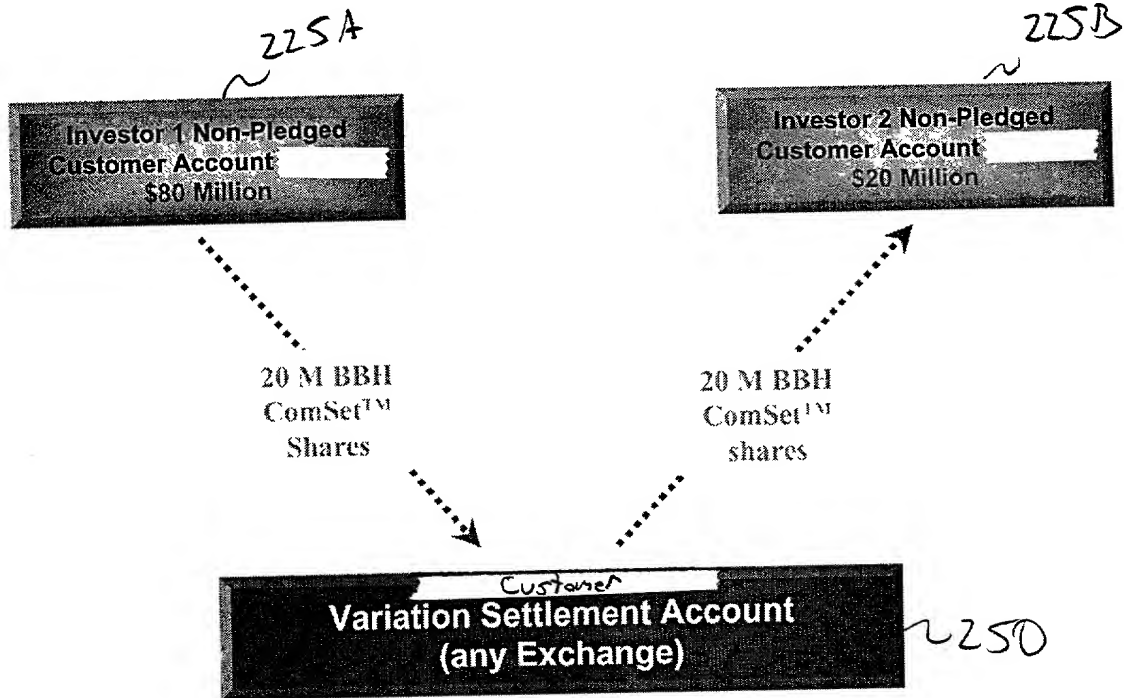 225A
225B
Investor 1 Non-Pledged
Customer Account
$80 Million
Investor 2 Non-Pledged
Customer Account
$20 Million
20 M BBH
ComSet™
Shares
20 M BBH
ComSet™
shares
Customer
Variation Settlement Account
(any Exchange)
250